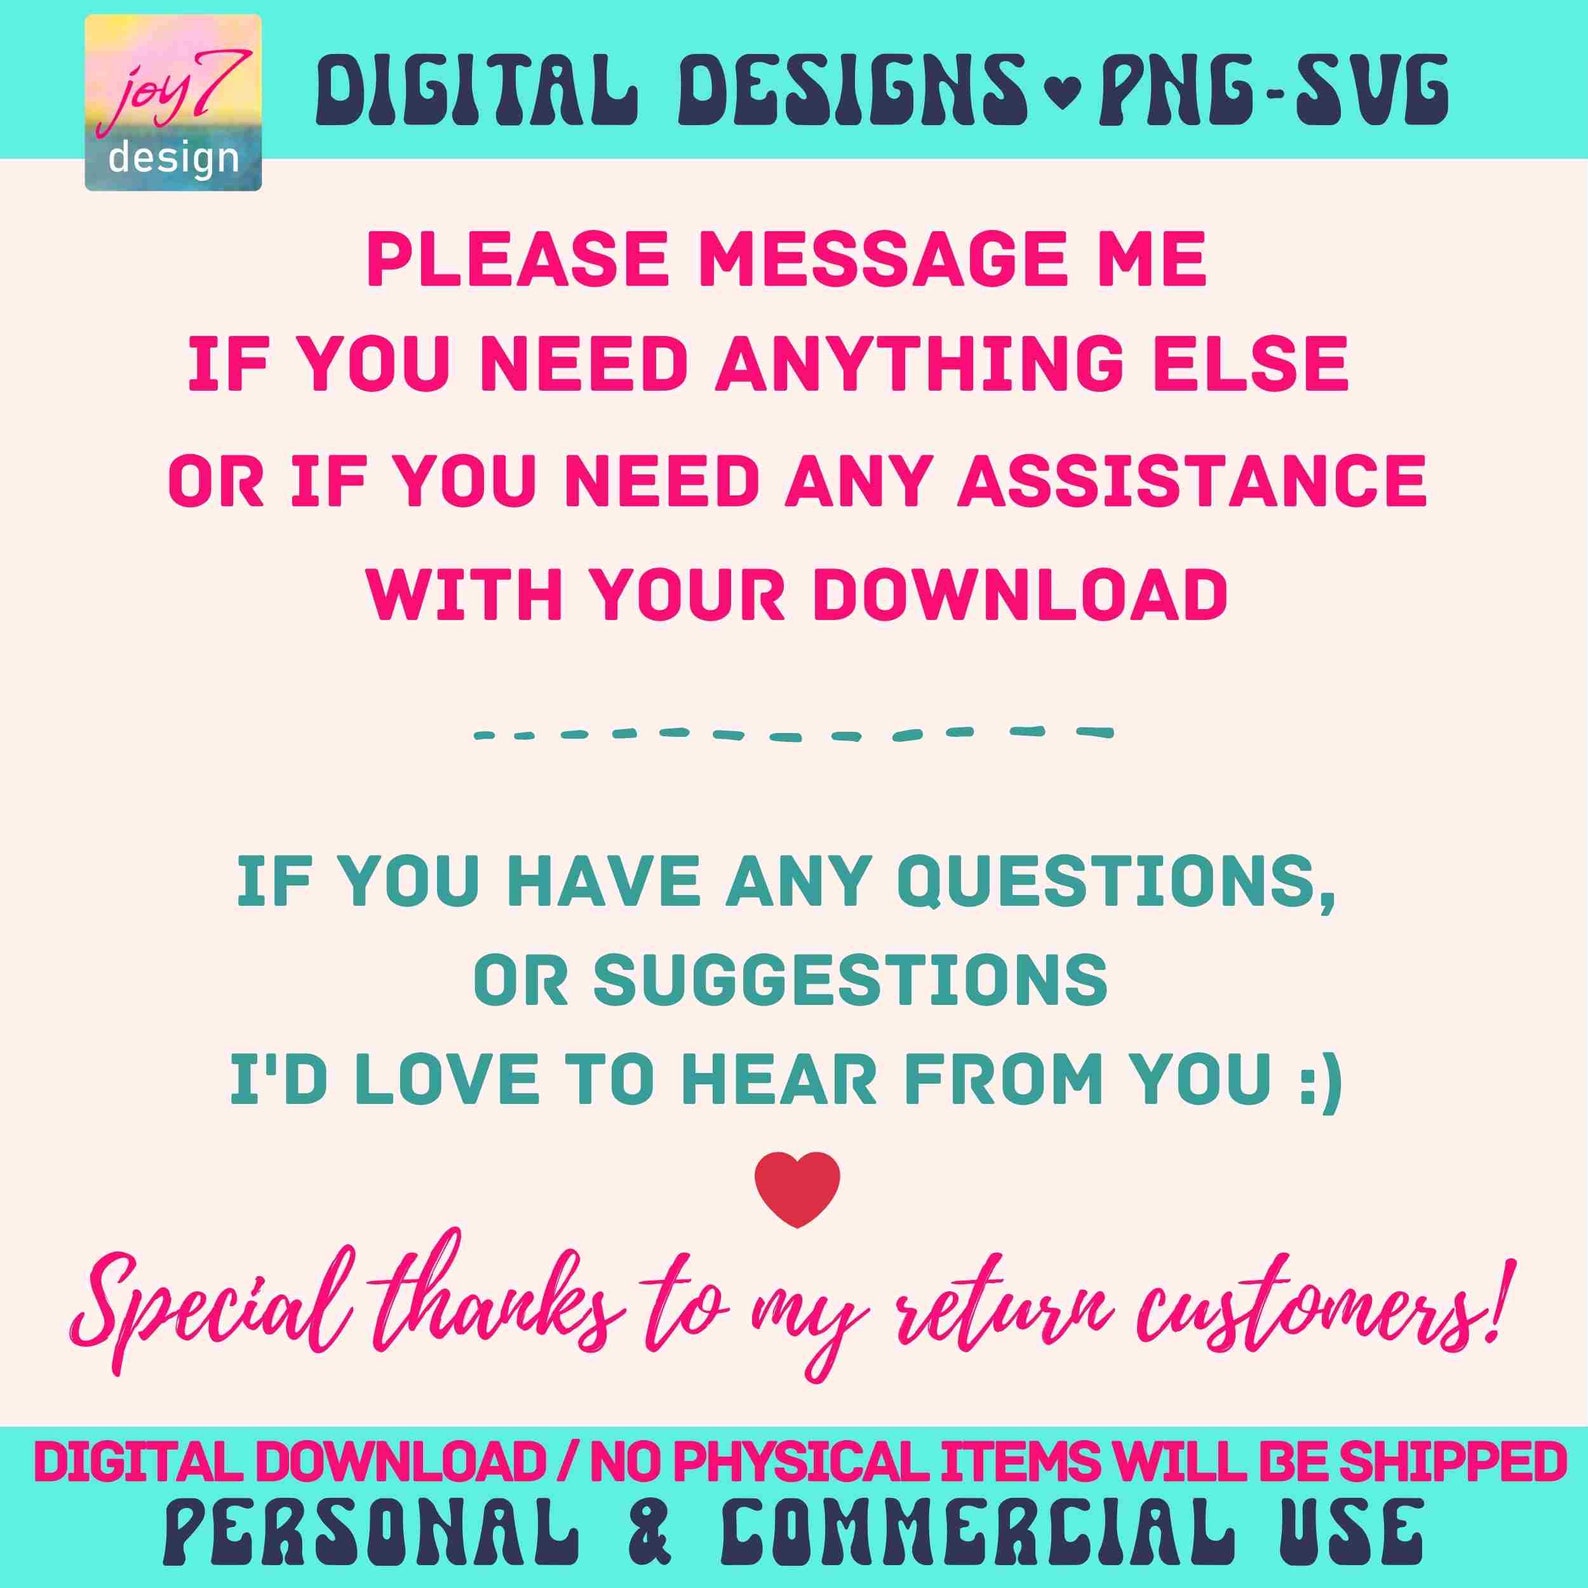 joy7
design
DIGITAL DESIGNS♥PNG-SVG
PLEASE MESSAGE ME
IF YOU NEED ANYTHING ELSE
OR IF YOU NEED ANY ASSISTANCE
WITH YOUR DOWNLOAD
IF YOU HAVE ANY QUESTIONS,
OR SUGGESTIONS
I'D LOVE TO HEAR FROM YOU :)
Special thanks to my return customers!
DIGITAL DOWNLOAD / NO PHYSICAL ITEMS WILL BE SHIPPED
PERSONAL & COMMERCIAL USE